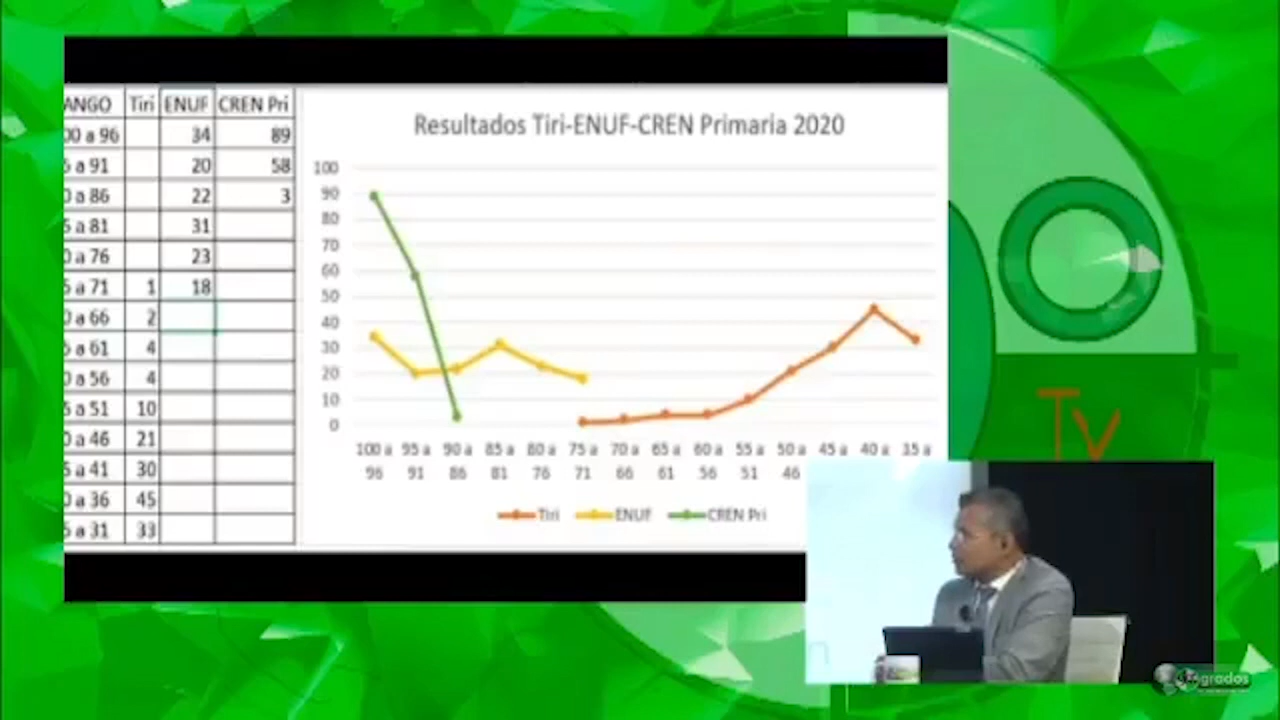 ANGO Tiri ENUF CREN Pri
00 a 96 34 89
5 a 91 20 58
0 a 86 22 3
5 a 81 31
0 a 76 23
5 a 71 1 18
0 a 66 2
5 a 61 4
0 a 56 4
5 a 51 10
0 a 46 21
5 a 41 30
0 a 36 45
5 a 31 33
Resultados Tiri-ENUF-CREN Primaria 2020
100
90
80
70
60
50
40
30
20
10
0
100 a 95 a 90 a 85 a 80 a 75 a 70 a 65 a 60 a 55 a 50 a 45 a 40 a 35 a
96 91 86 81 76 71 66 61 56 51 46
Tiri ENUF CREN Pri
Tv